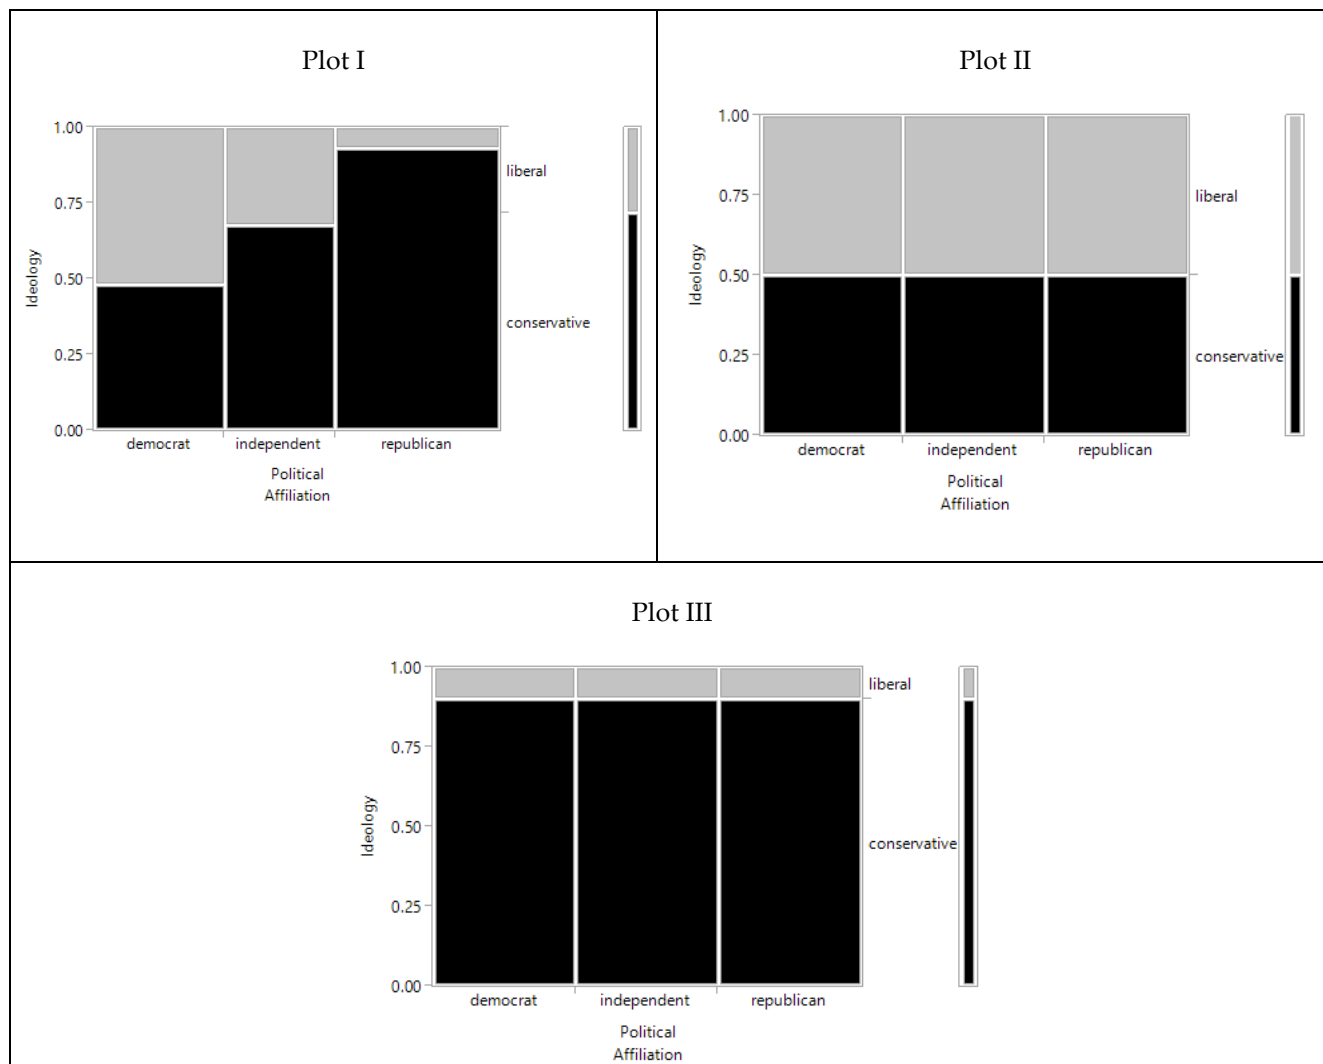 Plot I
1.00
0.75
0.50
0.25
0.00
Ideology
liberal
conservative
democrat independent republican
Political
Affiliation
Plot II
1.00
0.75
0.50
0.25
0.00
Ideology
liberal
conservative
democrat independent republican
Political
Affiliation
Plot III
1.00
0.75
0.50
0.25
0.00
Ideology
liberal
conservative
democrat independent republican
Political
Affiliation